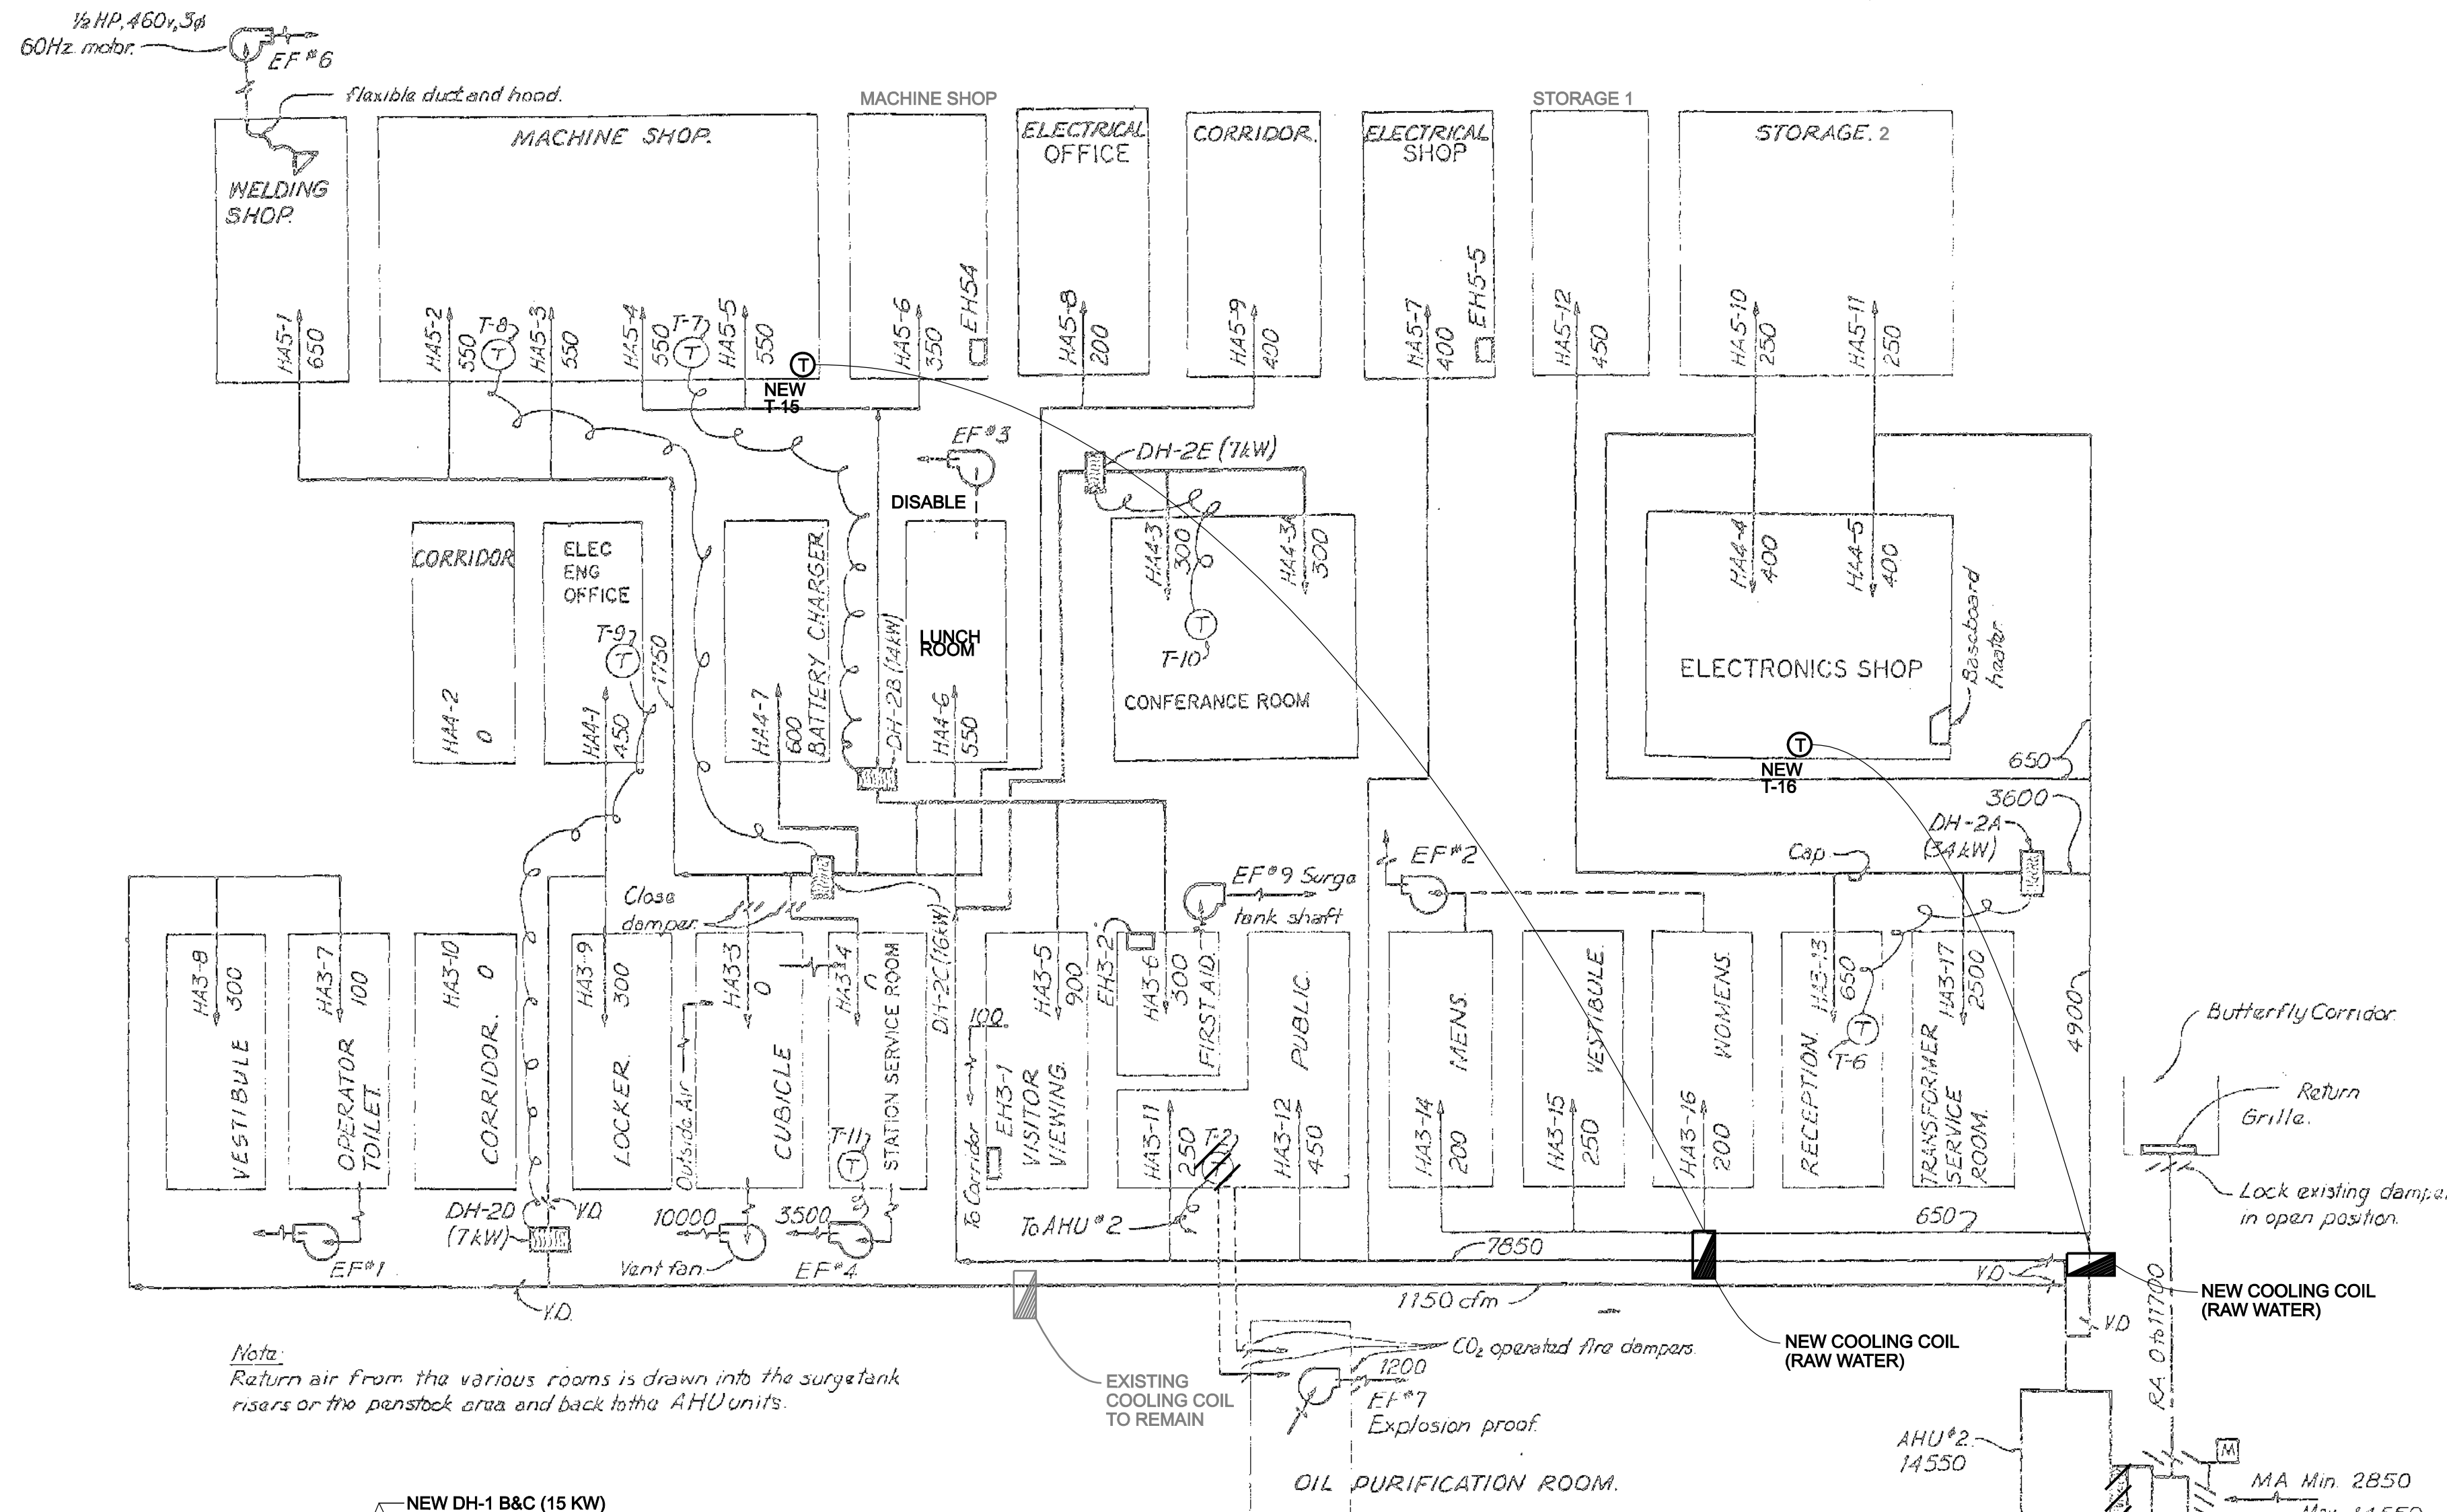 ½ HP, 460v, 3ϕ
60Hz. motor.
EF #6
flexible duct and hood.
WELDING
SHOP.
HA5-1
650
MACHINE SHOP.
HA5-2
550
T-8
T
HA5-3
550
HA5-4
550
T-7
T
HA5-5
550
T
NEW
T-15
MACHINE SHOP
HA5-6
350
EH54
ELECTRICAL
OFFICE
HA5-8
200
CORRIDOR.
HA5-9
400
ELECTRICAL
SHOP
HA5-7
400
EH5-5
STORAGE 1
HA5-12
450
STORAGE. 2
HA5-10
250
HA5-11
250
EF #3
DISABLE
DH-2E (7kW)
CORRIDOR
HA4-2
0
ELEC
ENG
OFFICE
T-9
T
HA4-1
450
1750
HA4-7
600
BATTERY CHARGER.
DH-2B (14kW)
LUNCH
ROOM
HA4-6
550
HA4-3
300
HA4-3A
300
T
T-10
CONFERANCE ROOM
HA4-4
400
HA4-5
400
ELECTRONICS SHOP
Baseboard
heater.
T
NEW
T-16
650
3600
DH-2A
(34kW)
Cap.
Close
damper.
EF #9 Surge
tank shaft
EF #2
DH-2C (16kW)
HA3-8
300
VESTIBULE
HA3-7
100
OPERATOR
TOILET.
HA3-10
0
CORRIDOR.
HA3-9
300
LOCKER.
Outside Air
HA3-3
0
CUBICLE
HA3-4
T-11
T
STATION SERVICE ROOM
To Corridor
100
EH3-1
VISITOR
VIEWING.
HA3-5
900
EH3-2
HA3-6
300
FIRST AID.
HA3-11
250
T-2
T
PUBLIC.
HA3-12
450
HA3-14
200
MENS.
HA3-15
250
VESTIBULE.
HA3-16
200
WOMENS.
RECEPTION.
HA3-13
650
T
T-6
TRANSFORMER
SERVICE
ROOM.
HA3-17
2500
4900
Butterfly Corridor.
Return
Grille.
Lock existing damper
in open position.
EF #1
DH-2D
(7kW)
V.D.
10000
Vent fan.
3500
EF #4
To AHU #2
650
7850
V.D.
V.D.
1150 cfm
V.D.
RA 0 to 11700
NEW COOLING COIL
(RAW WATER)
NEW COOLING COIL
(RAW WATER)
EXISTING
COOLING COIL
TO REMAIN
CO₂ operated fire dampers.
1200
EF #7
Explosion proof.
OIL PURIFICATION ROOM.
Note:
Return air from the various rooms is drawn into the surge tank
risers or the penstock area and back to the AHU units.
AHU #2.
14550
M
MA Min. 2850
NEW DH-1 B&C (15 KW)